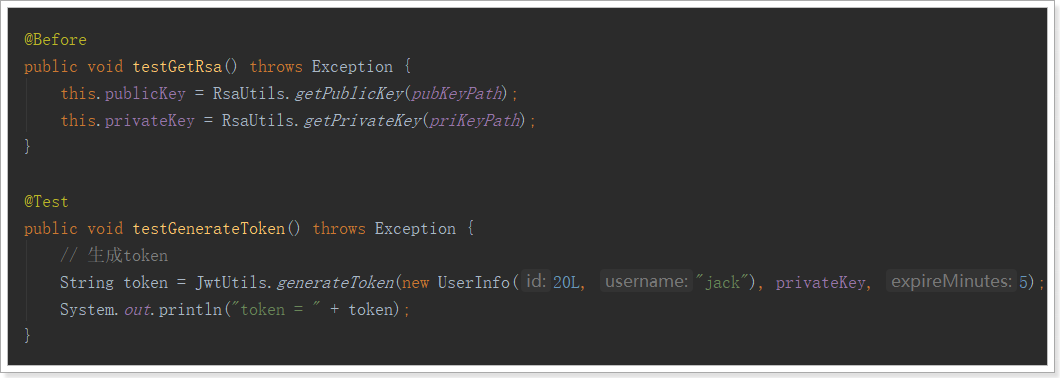 @Before
public void testGetRsa() throws Exception {
this.publicKey = RsaUtils.getPublicKey(pubKeyPath);
this.privateKey = RsaUtils.getPrivateKey(priKeyPath);
}
@Test
public void testGenerateToken() throws Exception {
// 生成token
String token = JwtUtils.generateToken(new UserInfo( id: 20L, username: "jack"), privateKey, expireMinutes: 5);
System.out.println("token = " + token);
}